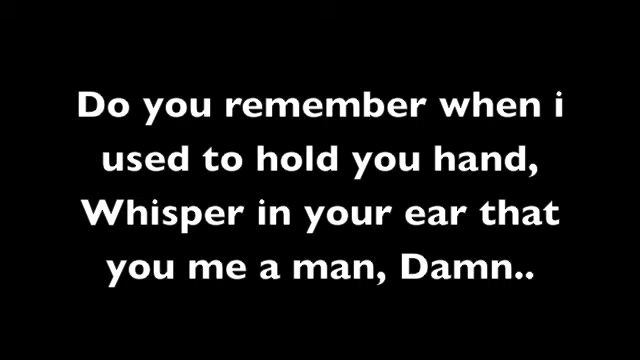 Do you remember when i
used to hold you hand,
Whisper in your ear that
you me a man, Damn..